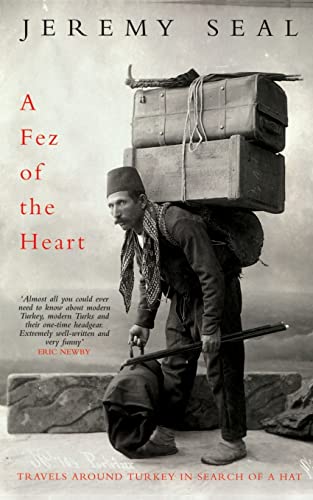 JEREMY SEAL
A
Fez
of
the
Heart
'Almost all you could ever
need to know about modern
Turkey, modern Turks and
their one-time headgear.
Extremely well-written and
very funny'
ERIC NEWBY
TRAVELS AROUND TURKEY IN SEARCH OF A HAT